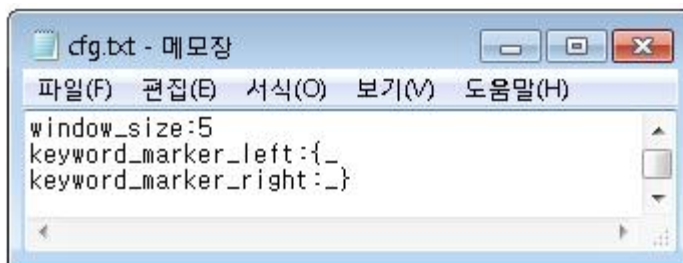 cfg.txt - 메모장
파일(F) 편집(E) 서식(O) 보기(V) 도움말(H)
window_size:5
keyword_marker_left:{_
keyword_marker_right:_}